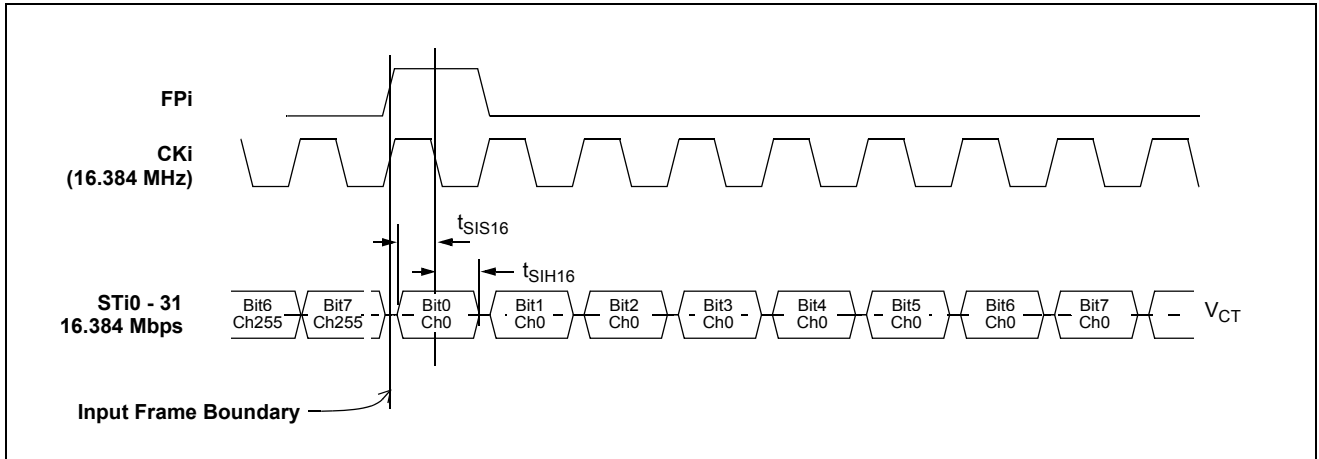 FPi
CKi
(16.384 MHz)
tSIS16
tSIH16
STi0 - 31
16.384 Mbps
Bit6
Ch255
Bit7
Ch255
Bit0
Ch0
Bit1
Ch0
Bit2
Ch0
Bit3
Ch0
Bit4
Ch0
Bit5
Ch0
Bit6
Ch0
Bit7
Ch0
VCT
Input Frame Boundary